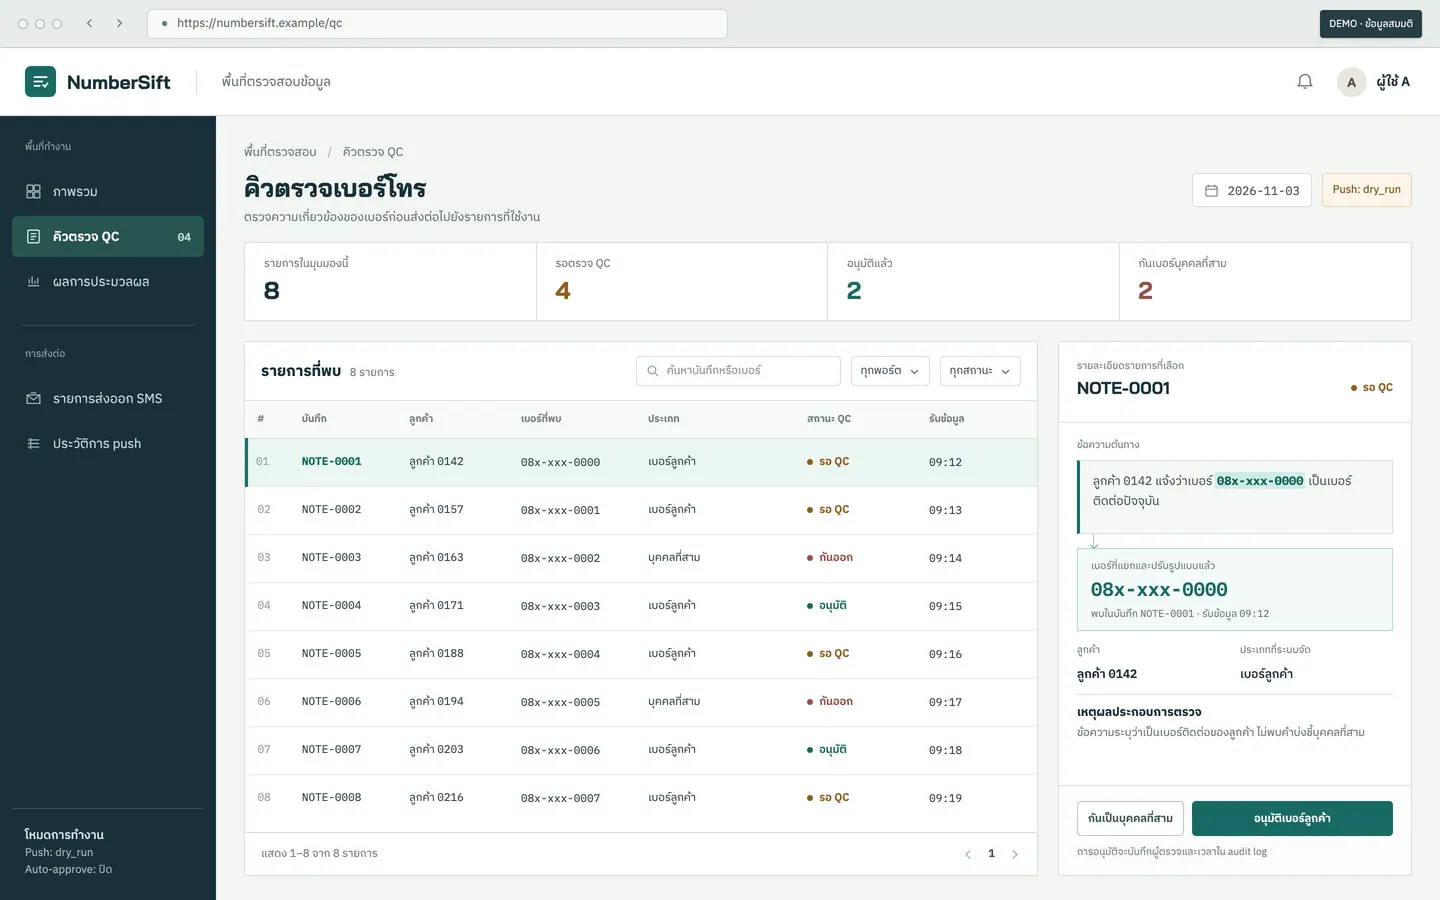 https://numbersift.example/qc
DEMO · ข้อมูลสมมติ
NumberSift
พื้นที่ตรวจสอบข้อมูล
A
ผู้ใช้ A
พื้นที่ทำงาน
ภาพรวม
คิวตรวจ QC 04
ผลการประมวลผล
การส่งต่อ
รายการส่งออก SMS
ประวัติการ push
โหมดการทำงาน
Push: dry_run
Auto-approve: ปิด
พื้นที่ตรวจสอบ / คิวตรวจ QC
คิวตรวจเบอร์โทร
ตรวจความเกี่ยวข้องของเบอร์ก่อนส่งต่อไปยังรายการที่ใช้งาน
2026-11-03
Push: dry_run
รายการในมุมมองนี้
8
รอตรวจ QC
4
อนุมัติแล้ว
2
กันเบอร์บุคคลที่สาม
2
รายการที่พบ 8 รายการ
ค้นหาบันทึกหรือเบอร์
ทุกพอร์ต
ทุกสถานะ
# บันทึก ลูกค้า เบอร์ที่พบ ประเภท สถานะ QC รับข้อมูล
01 NOTE-0001 ลูกค้า 0142 08x-xxx-0000 เบอร์ลูกค้า รอ QC 09:12
02 NOTE-0002 ลูกค้า 0157 08x-xxx-0001 เบอร์ลูกค้า รอ QC 09:13
03 NOTE-0003 ลูกค้า 0163 08x-xxx-0002 บุคคลที่สาม กันออก 09:14
04 NOTE-0004 ลูกค้า 0171 08x-xxx-0003 เบอร์ลูกค้า อนุมัติ 09:15
05 NOTE-0005 ลูกค้า 0188 08x-xxx-0004 เบอร์ลูกค้า รอ QC 09:16
06 NOTE-0006 ลูกค้า 0194 08x-xxx-0005 บุคคลที่สาม กันออก 09:17
07 NOTE-0007 ลูกค้า 0203 08x-xxx-0006 เบอร์ลูกค้า อนุมัติ 09:18
08 NOTE-0008 ลูกค้า 0216 08x-xxx-0007 เบอร์ลูกค้า รอ QC 09:19
แสดง 1–8 จาก 8 รายการ
1
รายละเอียดรายการที่เลือก
NOTE-0001
รอ QC
ข้อความต้นทาง
ลูกค้า 0142 แจ้งว่าเบอร์ 08x-xxx-0000 เป็นเบอร์
ติดต่อปัจจุบัน
เบอร์ที่แยกและปรับรูปแบบแล้ว
08x-xxx-0000
พบในบันทึก NOTE-0001 · รับข้อมูล 09:12
ลูกค้า
ลูกค้า 0142
ประเภทที่ระบบจัด
เบอร์ลูกค้า
เหตุผลประกอบการตรวจ
ข้อความระบุว่าเป็นเบอร์ติดต่อของลูกค้า ไม่พบคำบ่งชี้บุคคลที่สาม
กันเป็นบุคคลที่สาม
อนุมัติเบอร์ลูกค้า
การอนุมัติจะบันทึกผู้ตรวจและเวลาใน audit log